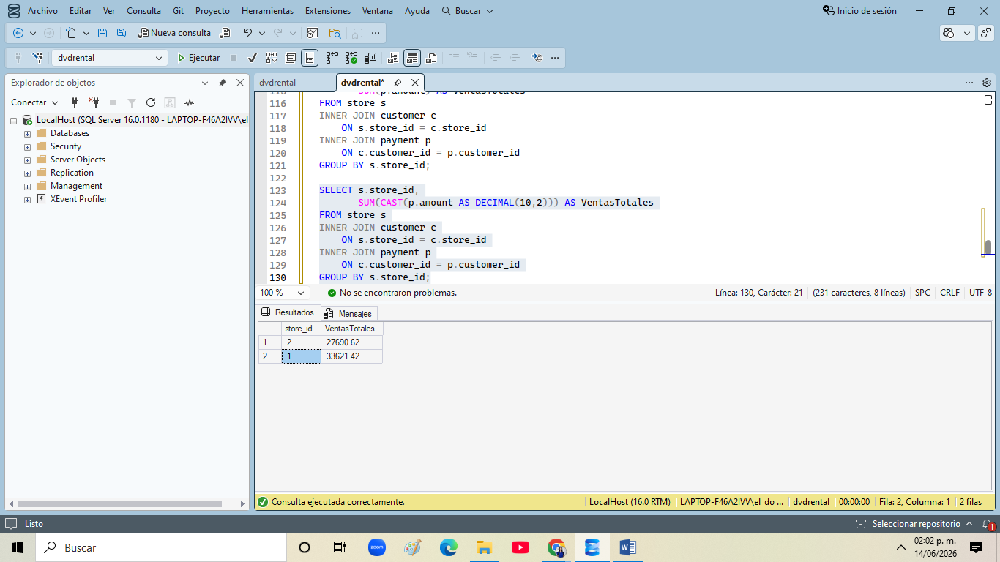 Archivo Editar Ver Consulta Git Proyecto Herramientas Extensiones Ventana Ayuda Buscar Inicio de sesión
Nueva consulta
dvdrental Ejecutar
Explorador de objetos
Conectar
LocalHost (SQL Server 16.0.1180 - LAPTOP-F46A2IVV\el_
Databases
Security
Server Objects
Replication
Management
XEvent Profiler
dvdrental dvdrental*
118 SUM(p.amount) AS VentasTotales
116 FROM store s
117 INNER JOIN customer c
118 ON s.store_id = c.store_id
119 INNER JOIN payment p
120 ON c.customer_id = p.customer_id
121 GROUP BY s.store_id;
122
123 SELECT s.store_id,
124 SUM(CAST(p.amount AS DECIMAL(10,2))) AS VentasTotales
125 FROM store s
126 INNER JOIN customer c
127 ON s.store_id = c.store_id
128 INNER JOIN payment p
129 ON c.customer_id = p.customer_id
130 GROUP BY s.store_id;
100 % No se encontraron problemas. Línea: 130, Carácter: 21 (231 caracteres, 8 líneas) SPC CRLF UTF-8
Resultados Mensajes
store_id VentasTotales
1 2 27690.62
2 1 33621.42
Consulta ejecutada correctamente. LocalHost (16.0 RTM) LAPTOP-F46A2IVV\el_do ... dvdrental 00:00:00 Fila: 2, Columna: 1 2 filas
Listo Seleccionar repositorio 1
Buscar zoom 02:02 p. m.
14/06/2026